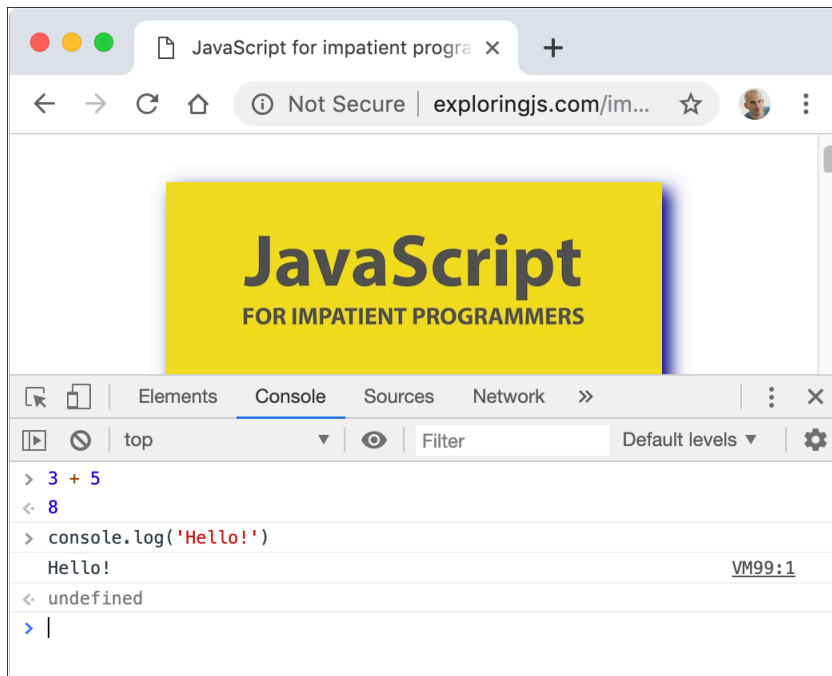 JavaScript for impatient progra
Not Secure | exploringjs.com/im...
JavaScript
FOR IMPATIENT PROGRAMMERS
Elements Console Sources Network »
top Filter Default levels ▼
> 3 + 5
<· 8
> console.log('Hello!')
Hello! VM99:1
<· undefined
>